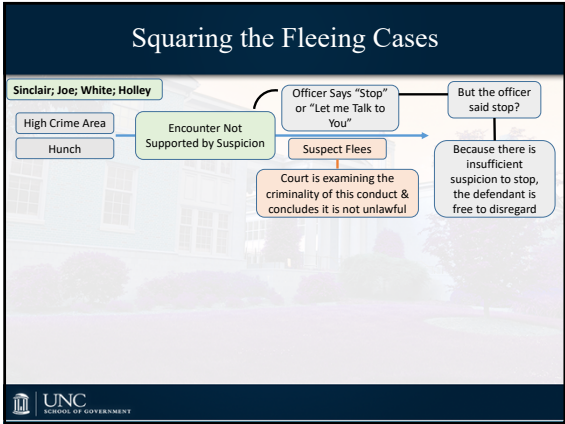 Squaring the Fleeing Cases
Sinclair; Joe; White; Holley
High Crime Area
Hunch
Encounter Not
Supported by Suspicion
Officer Says “Stop”
or “Let me Talk to
You”
Suspect Flees
Court is examining the
criminality of this conduct &
concludes it is not unlawful
But the officer
said stop?
Because there is
insufficient
suspicion to stop,
the defendant is
free to disregard
UNC
SCHOOL OF GOVERNMENT